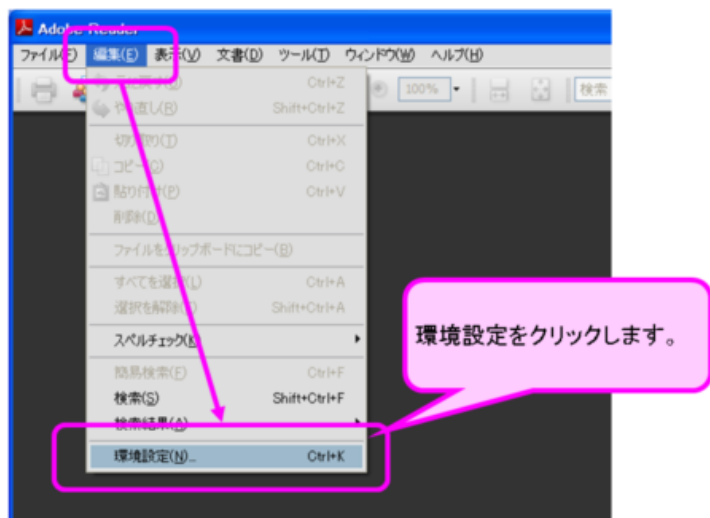 Adobe Reader
ファイル(F) 編集(E) 表示(V) 文書(D) ツール(T) ウィンドウ(W) ヘルプ(H)
元に戻す(U) Ctrl+Z
やり直し(R) Shift+Ctrl+Z
100%
検索
切り取り(T) Ctrl+X
コピー(C) Ctrl+C
貼り付け(P) Ctrl+V
削除(D)
ファイルをクリップボードにコピー(B)
すべてを選択(L) Ctrl+A
選択を解除(E) Shift+Ctrl+A
スペルチェック(K)
簡易検索(F) Ctrl+F
検索(S) Shift+Ctrl+F
検索結果(A)
環境設定(N)... Ctrl+K
環境設定をクリックします。